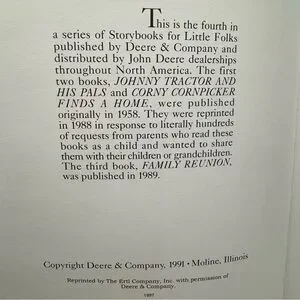 This is the fourth in
a series of Storybooks for Little Folks
published by Deere & Company and
distributed by John Deere dealerships
throughout North America. The first
two books, JOHNNY TRACTOR AND
HIS PALS and CORNY CORNPICKER
FINDS A HOME, were published
originally in 1958. They were reprinted
in 1988 in response to literally hundreds
of requests from parents who read these
books as a child and wanted to share
them with their children or grandchildren.
The third book, FAMILY REUNION,
was published in 1989.
Copyright Deere & Company, 1991 • Moline, Illinois
Reprinted by The Ertl Company, Inc. with permission of
Deere & Company.
1997